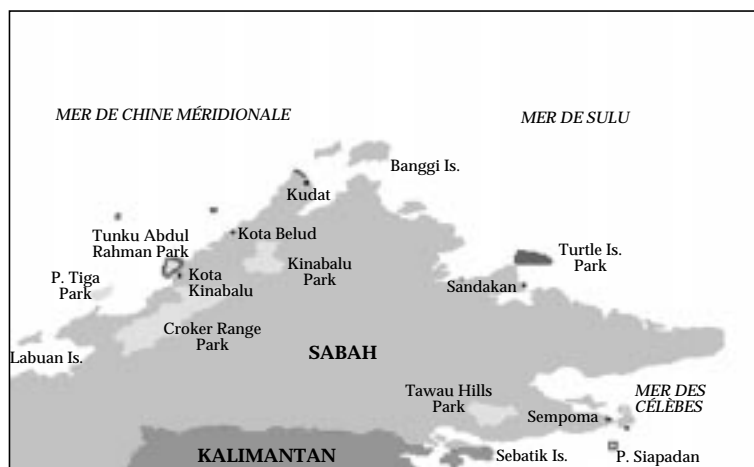 MER DE CHINE MÉRIDIONALE
MER DE SULU
Banggi Is.
Kudat
Tunku Abdul
Rahman Park
Kota Belud
Kinabalu
Park
Turtle Is.
Park
P. Tiga
Park
Kota
Kinabalu
Sandakan
Croker Range
Park
Labuan Is.
SABAH
Tawau Hills
Park
MER DES
CÉLÈBES
Sempoma
KALIMANTAN
Sebatik Is.
P. Siapadan